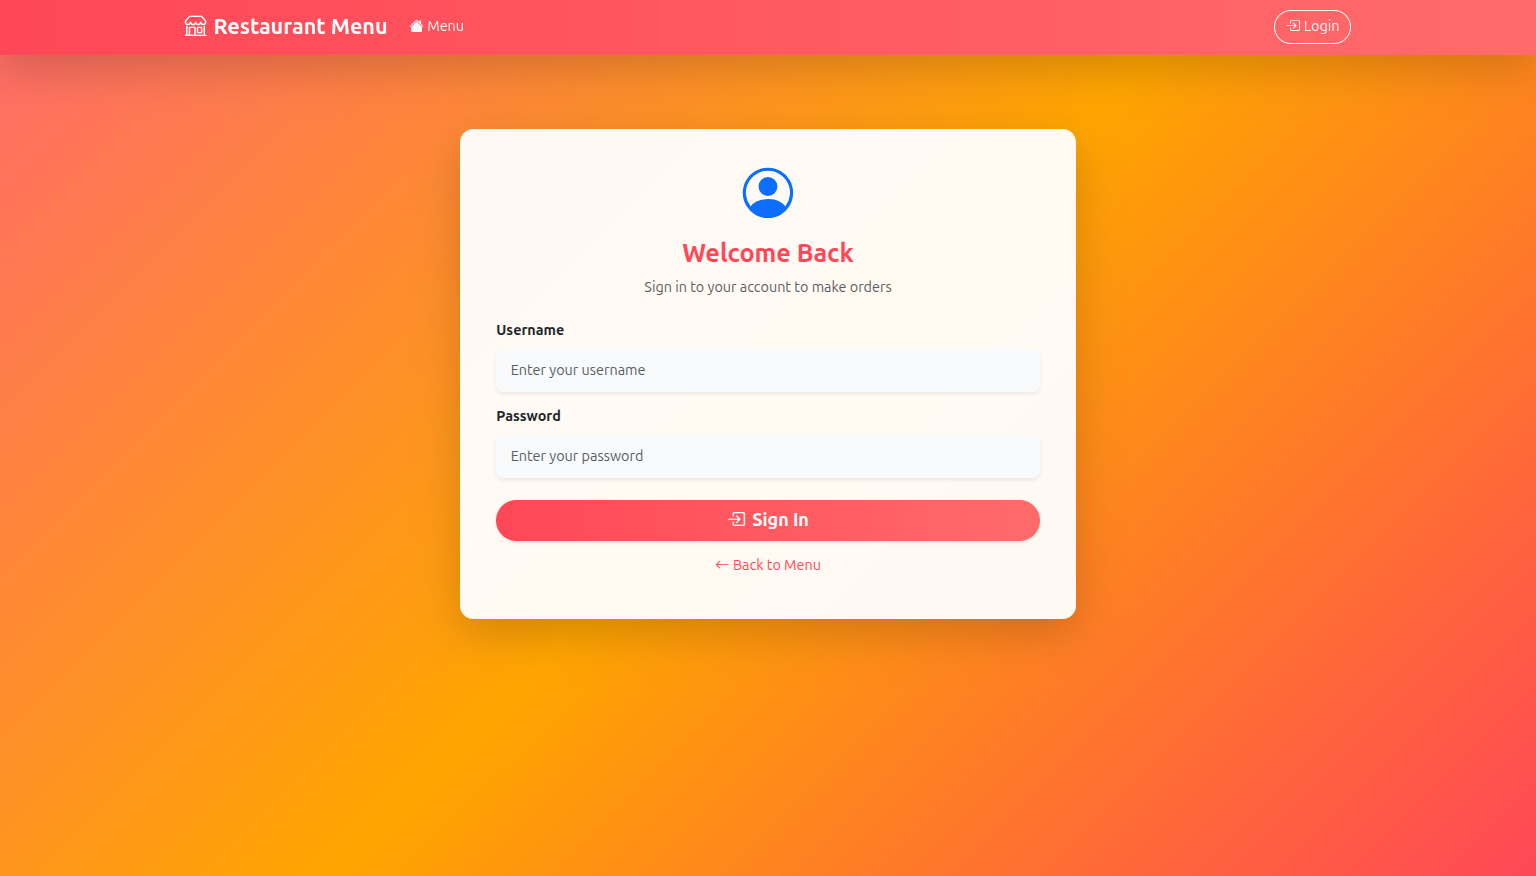 Restaurant Menu
Menu
Login
Welcome Back
Sign in to your account to make orders
Username
Enter your username
Password
Enter your password
Sign In
Back to Menu